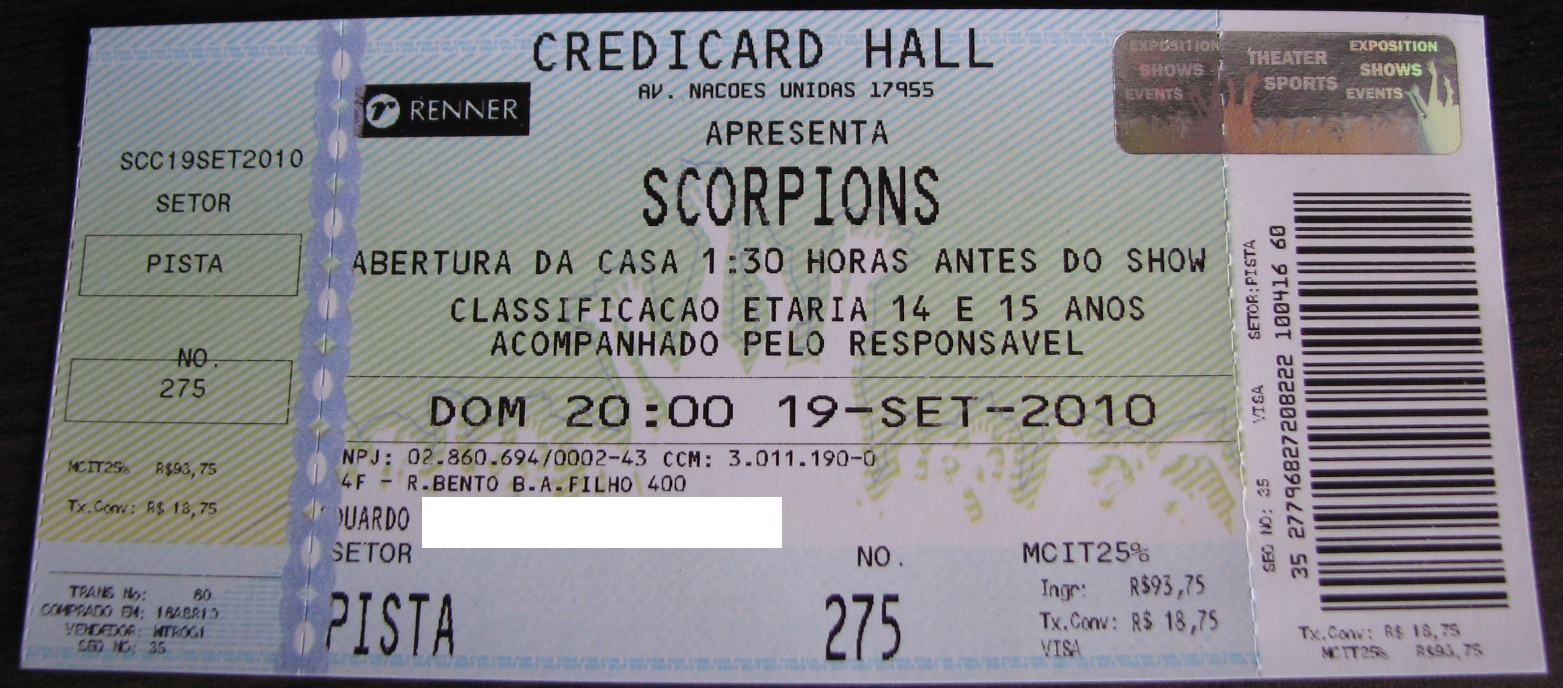 SCC19SET2010
SETOR
PISTA
NO.
275
MCIT25% R$93,75
Tx.Conv: R$ 18,75
TRANS No: 60
COMPRADO EM: 16ABR10
VENDEDOR: MTROG1
SEQ NO: 35
CREDICARD HALL
AV. NACOES UNIDAS 17955
RENNER
APRESENTA
SCORPIONS
ABERTURA DA CASA 1:30 HORAS ANTES DO SHOW
CLASSIFICACAO ETARIA 14 E 15 ANOS
ACOMPANHADO PELO RESPONSAVEL
DOM 20:00 19-SET-2010
NPJ: 02.860.694/0002-43 CCM: 3.011.190-0
4F - R.BENTO B.A.FILHO 400
DUARDO
SETOR NO. MCIT25%
PISTA 275
Ingr: R$93,75
Tx.Conv: R$ 18,75
VISA
EXPOSITION SHOWS EVENTS
THEATER SPORTS
EXPOSITION SHOWS EVENTS
SEQ NO: 35 VISA SETOR:PISTA
35 27796827208222 100416 60
Tx.Conv: R$ 18,75
MCIT25% R$93,75